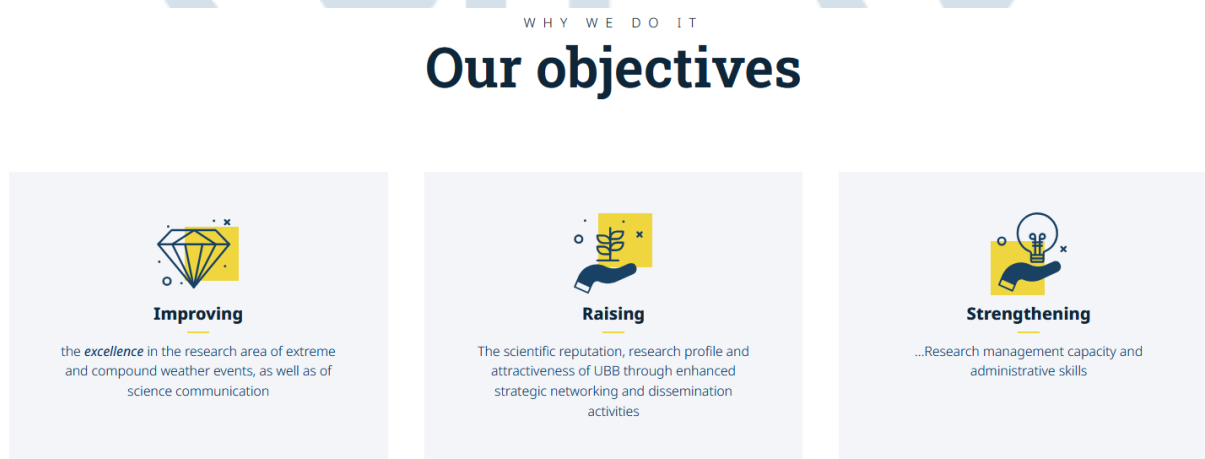 WHY WE DO IT
Our objectives
Improving
the excellence in the research area of extreme
and compound weather events, as well as of
science communication
Raising
The scientific reputation, research profile and
attractiveness of UBB through enhanced
strategic networking and dissemination
activities
Strengthening
...Research management capacity and
administrative skills